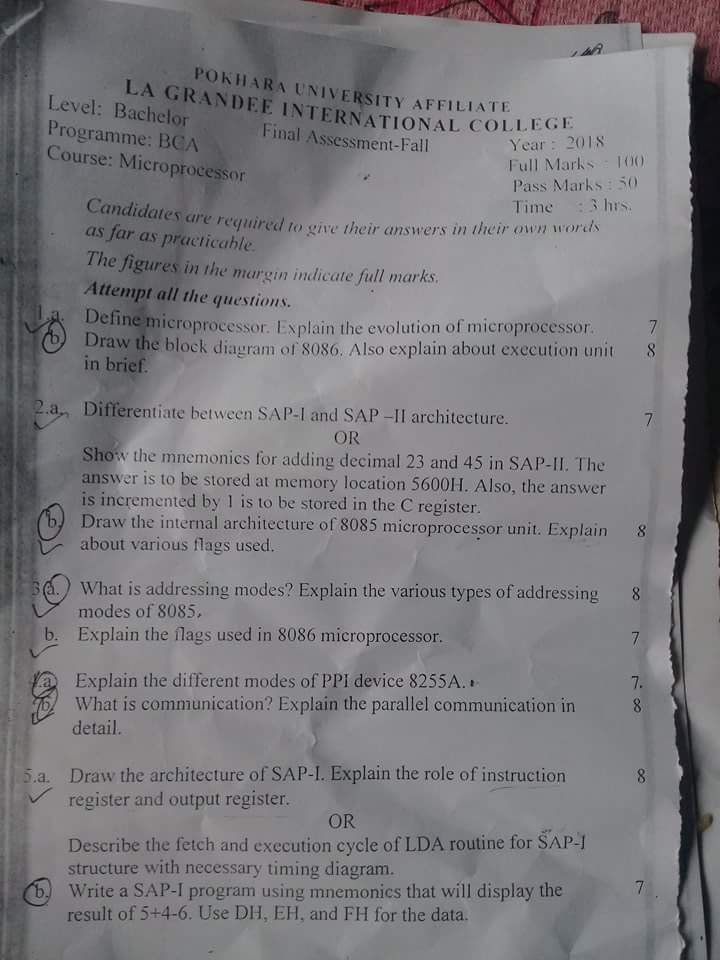 POKHARA UNIVERSITY AFFILIATE
LA GRANDEE INTERNATIONAL COLLEGE
Level: Bachelor Final Assessment-Fall Year : 2018
Programme: BCA Full Marks : 100
Course: Microprocessor Pass Marks : 50
Time : 3 hrs.
Candidates are required to give their answers in their own words
as far as practicable.
The figures in the margin indicate full marks.
Attempt all the questions.
1.a. Define microprocessor. Explain the evolution of microprocessor. 7
b. Draw the block diagram of 8086. Also explain about execution unit 8
in brief.
2.a. Differentiate between SAP-I and SAP –II architecture. 7
OR
Show the mnemonics for adding decimal 23 and 45 in SAP-II. The
answer is to be stored at memory location 5600H. Also, the answer
is incremented by 1 is to be stored in the C register.
b. Draw the internal architecture of 8085 microprocessor unit. Explain 8
about various flags used.
3.a. What is addressing modes? Explain the various types of addressing 8
modes of 8085.
b. Explain the flags used in 8086 microprocessor. 7
4.a. Explain the different modes of PPI device 8255A. 7.
b. What is communication? Explain the parallel communication in 8
detail.
5.a. Draw the architecture of SAP-I. Explain the role of instruction 8
register and output register.
OR
Describe the fetch and execution cycle of LDA routine for SAP-I
structure with necessary timing diagram.
b. Write a SAP-I program using mnemonics that will display the 7
result of 5+4-6. Use DH, EH, and FH for the data.